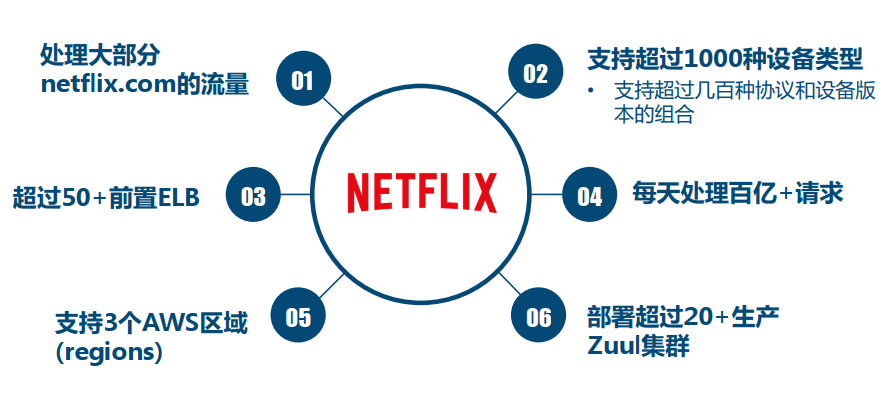 处理大部分
netflix.com的流量
01
02
支持超过1000种设备类型
• 支持超过几百种协议和设备版
本的组合
超过50+前置ELB
03
NETFLIX
04
每天处理百亿+请求
支持3个AWS区域
(regions)
05
06
部署超过20+生产
Zuul集群